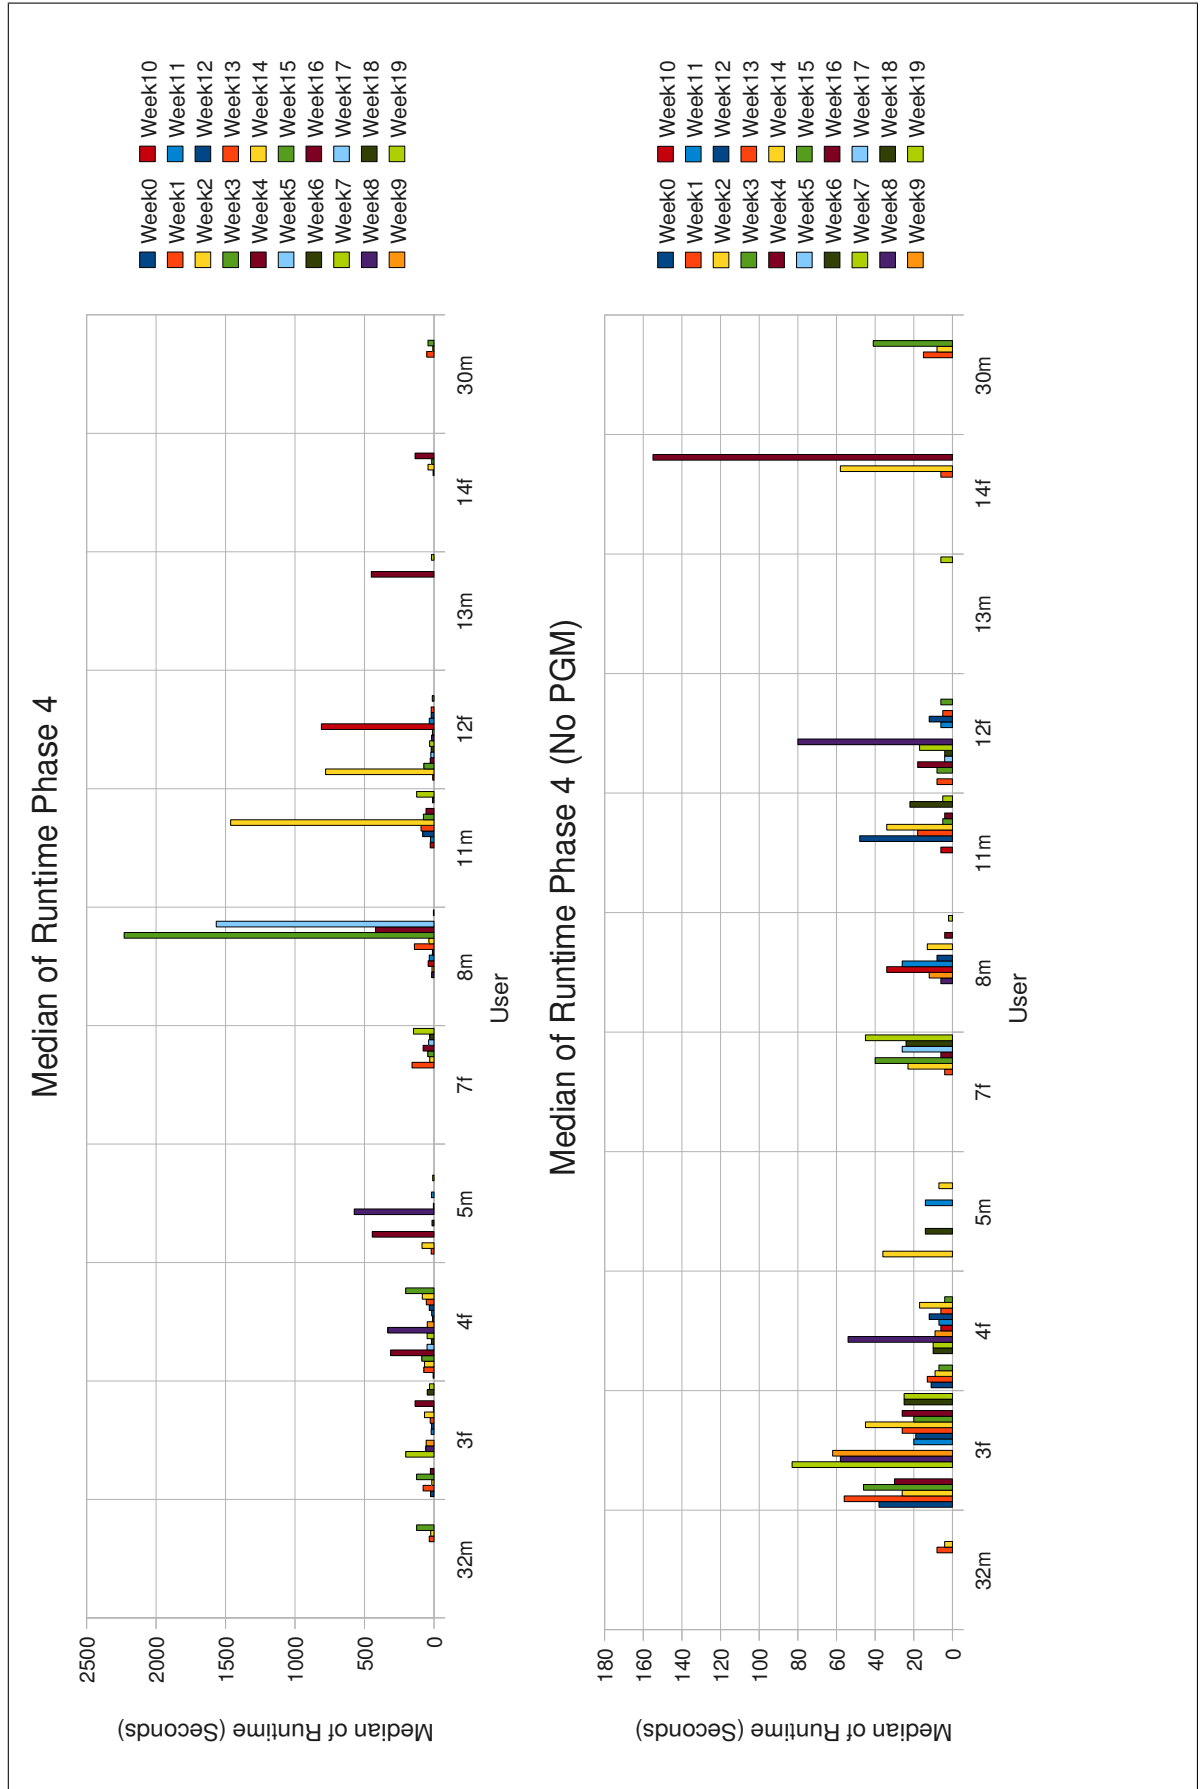 Median of Runtime Phase 4
Median of Runtime (Seconds)
2500
2000
1500
1000
500
0
32m 3f 4f 5m 7f 8m 11m 12f 13m 14f 30m
User
Week0 Week10
Week1 Week11
Week2 Week12
Week3 Week13
Week4 Week14
Week5 Week15
Week6 Week16
Week7 Week17
Week8 Week18
Week9 Week19
Median of Runtime Phase 4 (No PGM)
Median of Runtime (Seconds)
180
160
140
120
100
80
60
40
20
0
32m 3f 4f 5m 7f 8m 11m 12f 13m 14f 30m
User
Week0 Week10
Week1 Week11
Week2 Week12
Week3 Week13
Week4 Week14
Week5 Week15
Week6 Week16
Week7 Week17
Week8 Week18
Week9 Week19